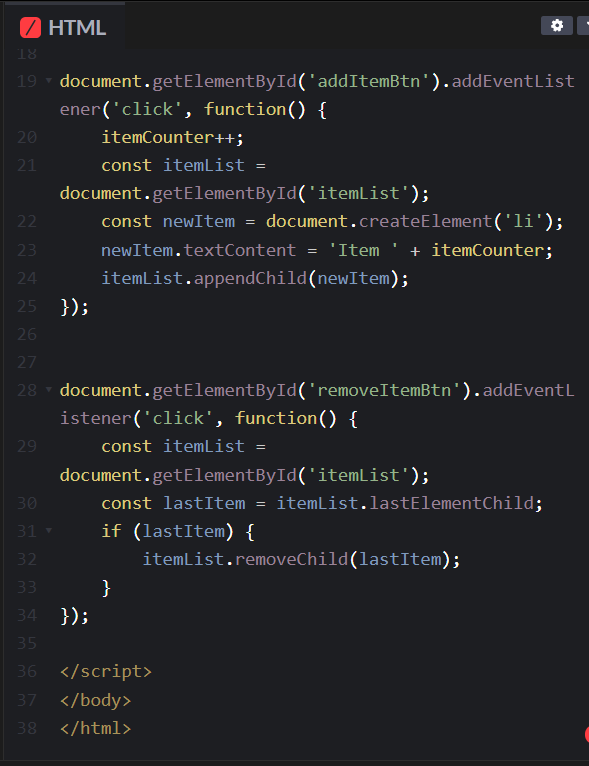 HTML
18
19 document.getElementById('addItemBtn').addEventList
ener('click', function() {
20     itemCounter++;
21     const itemList =
document.getElementById('itemList');
22     const newItem = document.createElement('li');
23     newItem.textContent = 'Item ' + itemCounter;
24     itemList.appendChild(newItem);
25 });
26
27
28 document.getElementById('removeItemBtn').addEventL
istener('click', function() {
29     const itemList =
document.getElementById('itemList');
30     const lastItem = itemList.lastElementChild;
31     if (lastItem) {
32         itemList.removeChild(lastItem);
33     }
34 });
35
36 </script>
37 </body>
38 </html>